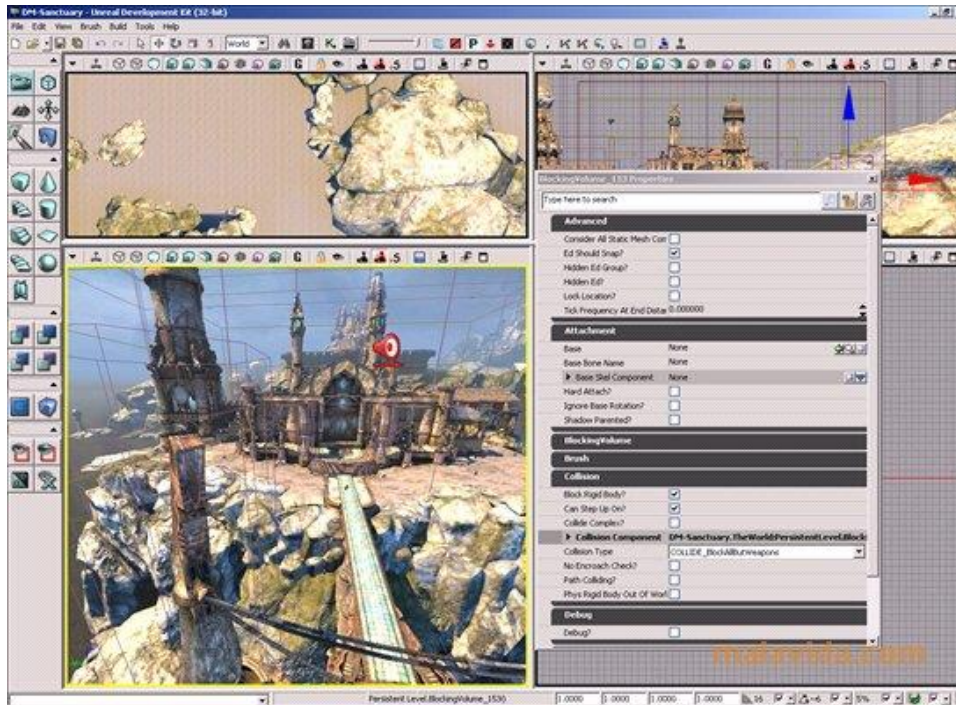 DM-Sanctuary - Unreal Development Kit (32-bit)
File Edit View Brush Build Tools Help
World
BlockingVolume_153 Properties
Type here to search
Advanced
Consider All Static Mesh Con
Ed Should Snap?
Hidden Ed Group?
Hidden Ed?
Lock Location?
Tick Frequency At End Distar 0.000000
Attachment
Base None
Base Bone Name None
Base Skel Component None
Hard Attach?
Ignore Base Rotation?
Shadow Parented?
BlockingVolume
Brush
Collision
Block Rigid Body?
Can Step Up On?
Collide Complex?
Collision Component DM-Sanctuary.TheWorld:PersistentLevel.Block
Collision Type COLLIDE_BlockAllButWeapons
No Encroach Check?
Path Colliding?
Phys Rigid Body Out Of Worl
Debug
Debug?
malavida.com
1.0000 1.0000 1.0000 1.0000 16 5%